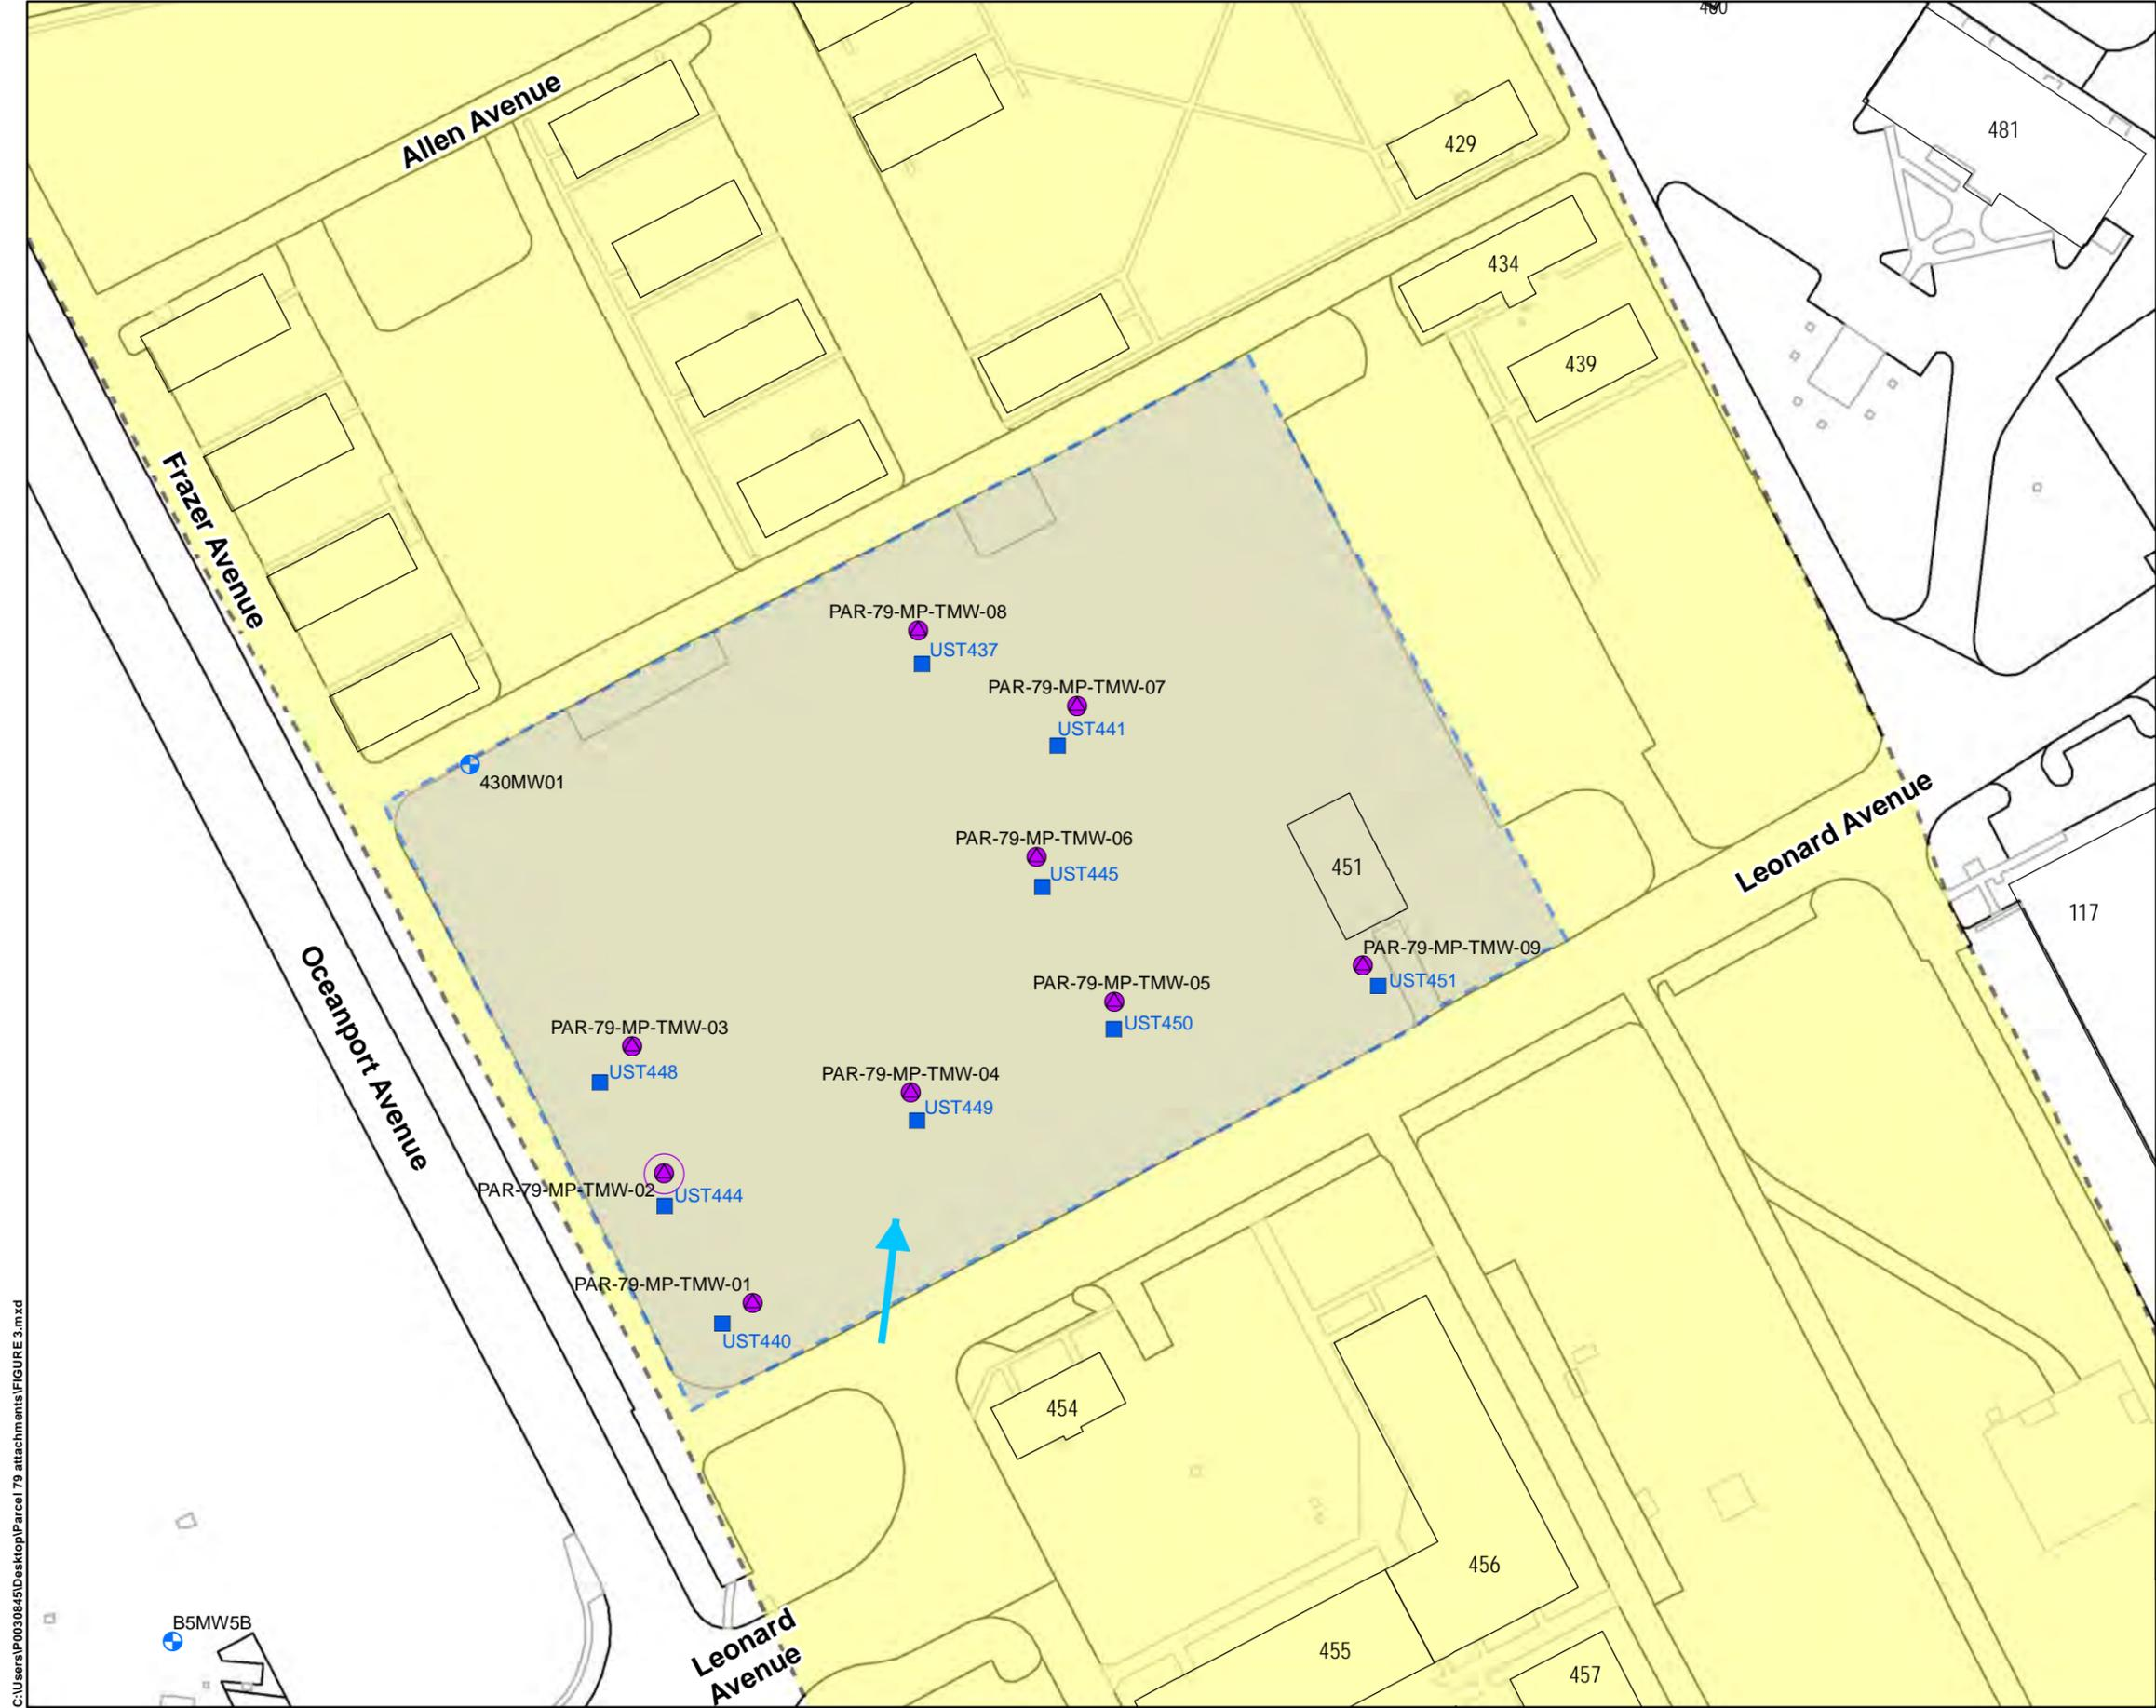 480
Allen Avenue
429
481
434
439
Frazer Avenue
PAR-79-MP-TMW-08
UST437
PAR-79-MP-TMW-07
UST441
430MW01
PAR-79-MP-TMW-06
UST445
451
Leonard Avenue
117
Oceanport Avenue
PAR-79-MP-TMW-09
UST451
PAR-79-MP-TMW-05
UST450
PAR-79-MP-TMW-03
UST448
PAR-79-MP-TMW-04
UST449
PAR-79-MP-TMW-02
UST444
PAR-79-MP-TMW-01
UST440
454
456
B5MW5B
Leonard
Avenue
455
457
C:\Users\P0030845\Desktop\Parcel 79 attachments\FIGURE 3.mxd